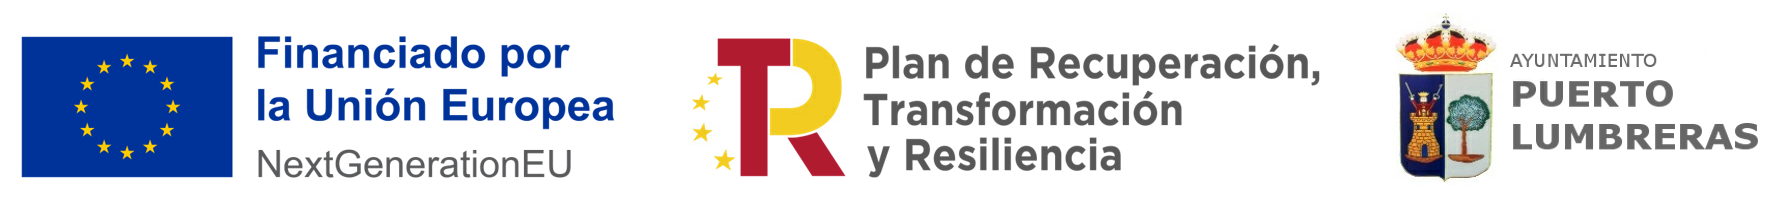 Financiado por
la Unión Europea
NextGenerationEU
Plan de Recuperación,
Transformación
y Resiliencia
AYUNTAMIENTO
PUERTO
LUMBRERAS